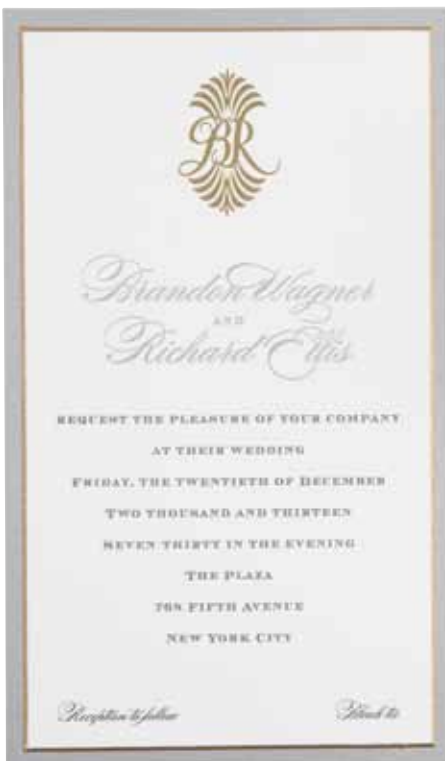 BR
Brandon Wagner
AND
Richard Ellis
REQUEST THE PLEASURE OF YOUR COMPANY
AT THEIR WEDDING
FRIDAY, THE TWENTIETH OF DECEMBER
TWO THOUSAND AND THIRTEEN
SEVEN THIRTY IN THE EVENING
THE PLAZA
768 FIFTH AVENUE
NEW YORK CITY
Reception to follow Black tie